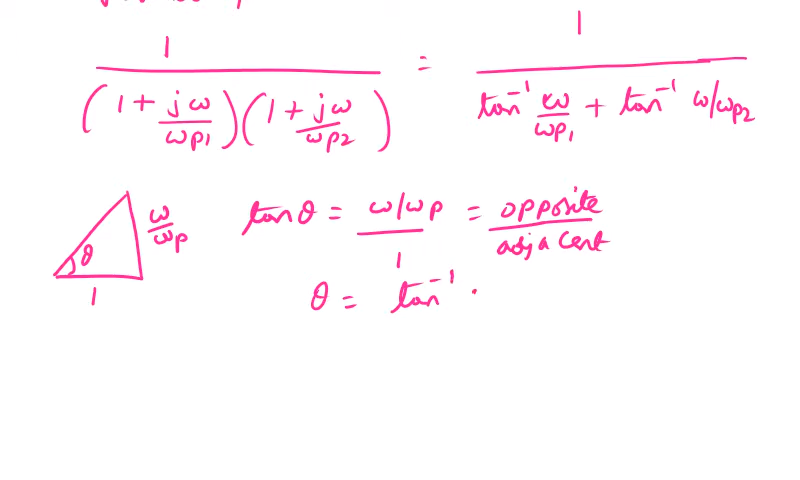 1 / (1 + jω/ωp1)(1 + jω/ωp2) = 1 / tan⁻¹ ω/ωp1 + tan⁻¹ ω/ωp2
θ 1 ω/ωp tanθ = ω/ωp / 1 = opposite / adjacent
θ = tan⁻¹ .